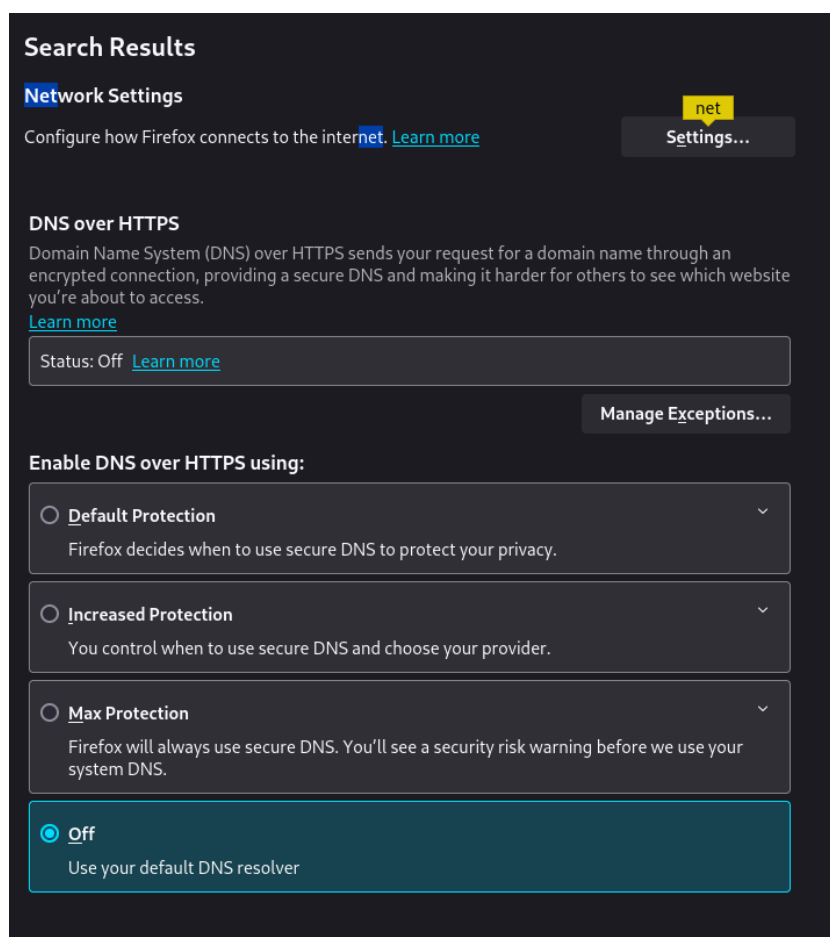 Search Results
Network Settings
net
Configure how Firefox connects to the internet. Learn more
Settings...
DNS over HTTPS
Domain Name System (DNS) over HTTPS sends your request for a domain name through an
encrypted connection, providing a secure DNS and making it harder for others to see which website
you’re about to access.
Learn more
Status: Off Learn more
Manage Exceptions...
Enable DNS over HTTPS using:
Default Protection
Firefox decides when to use secure DNS to protect your privacy.
Increased Protection
You control when to use secure DNS and choose your provider.
Max Protection
Firefox will always use secure DNS. You’ll see a security risk warning before we use your
system DNS.
Off
Use your default DNS resolver